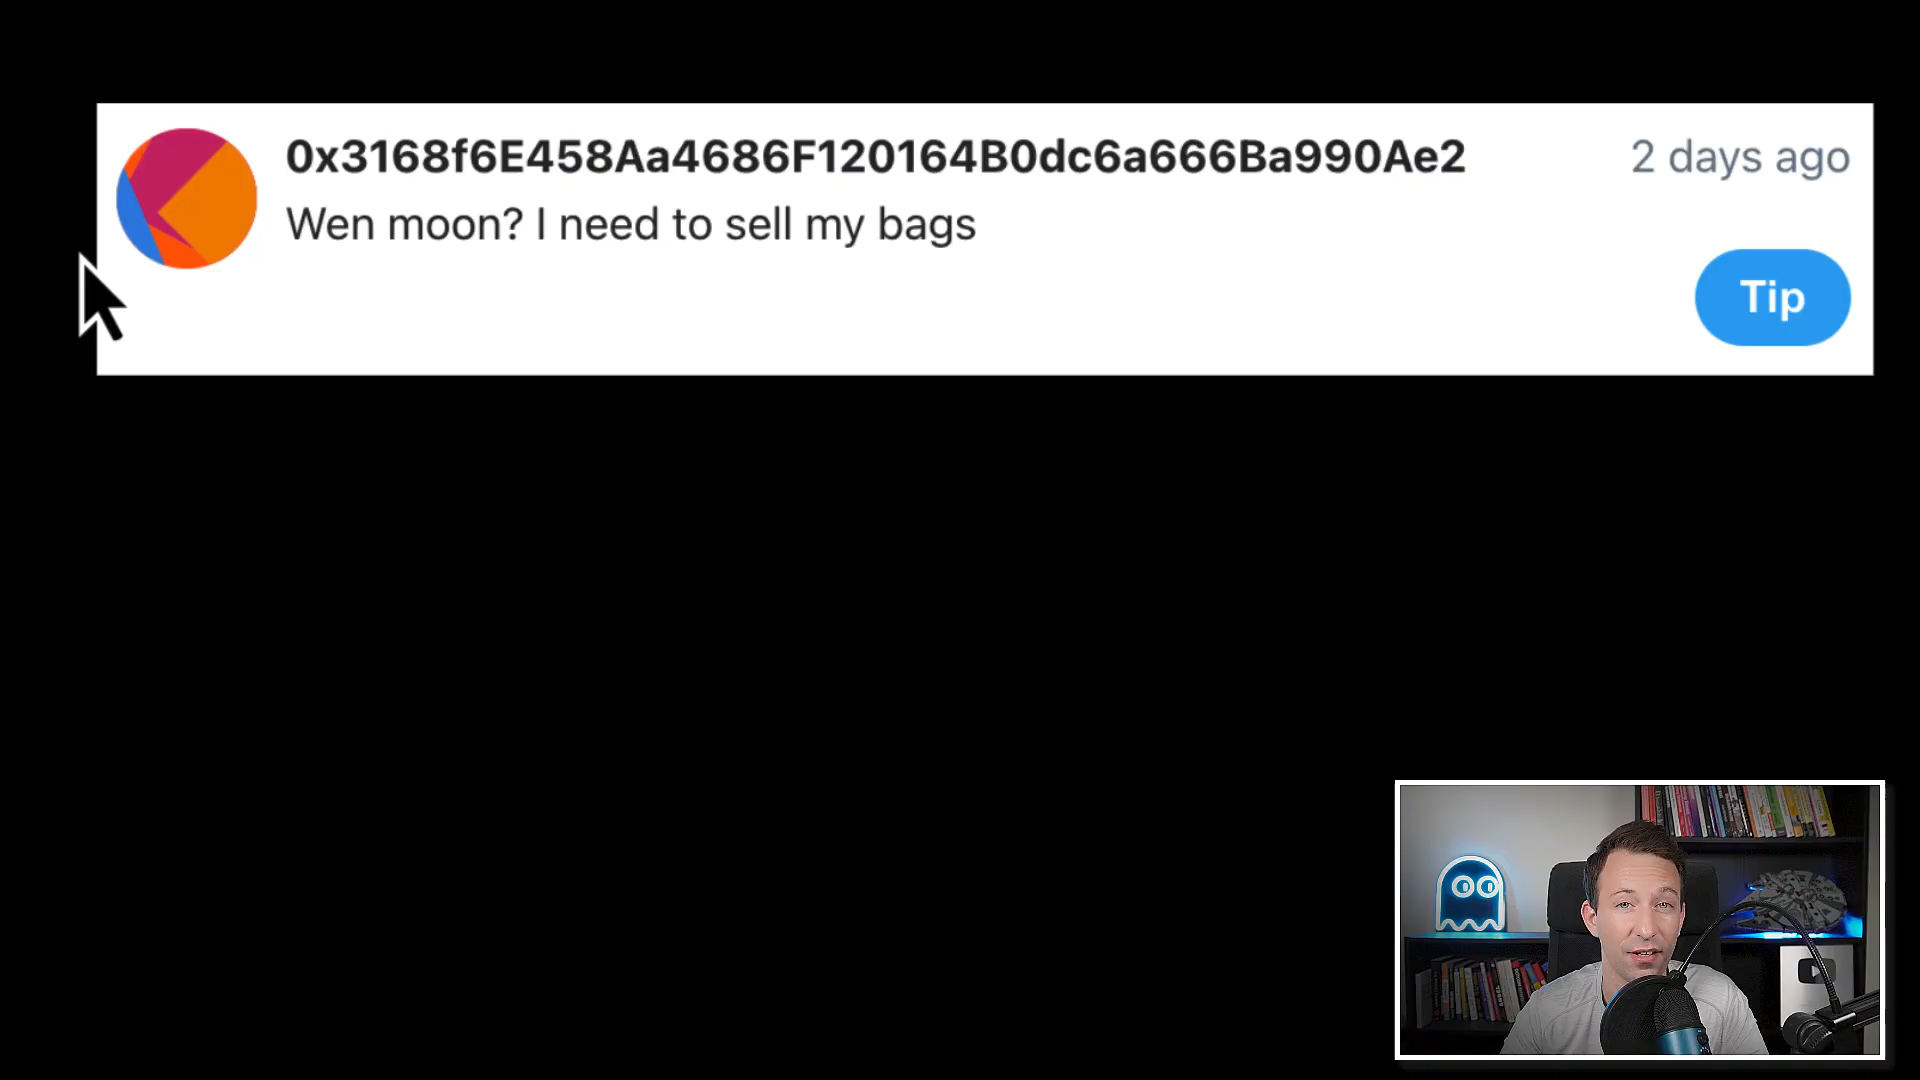 0x3168f6E458Aa4686F120164B0dc6a666Ba990Ae2 2 days ago
Wen moon? I need to sell my bags
Tip